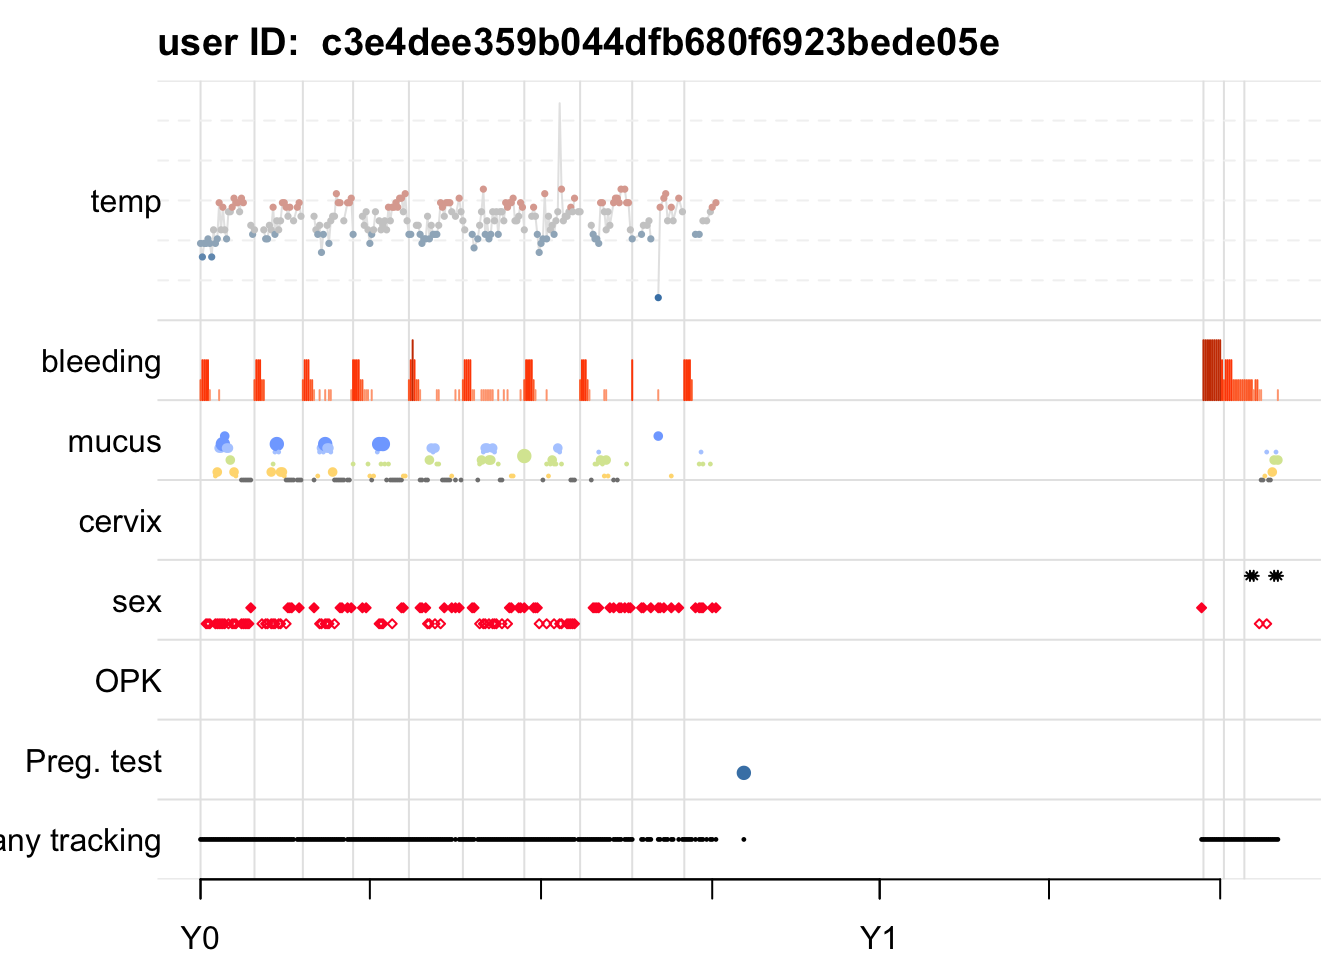 user ID:  c3e4dee359b044dfb680f6923bede05e
temp
bleeding
mucus
cervix
sex
OPK
Preg. test
any tracking
Y0 Y1